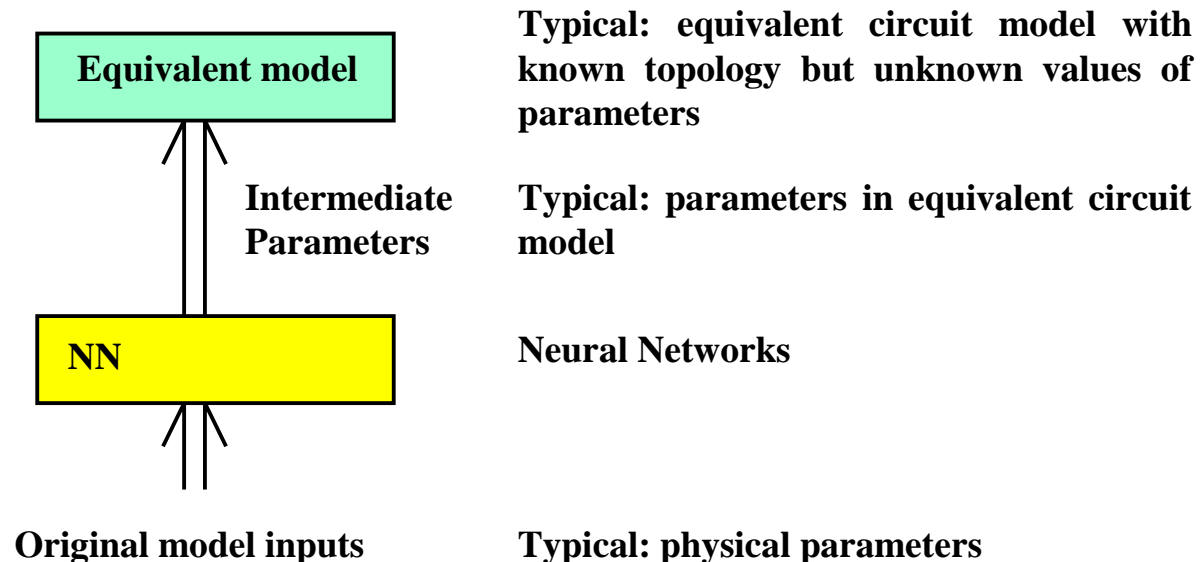 Equivalent model
Typical: equivalent circuit model with
known topology but unknown values of
parameters
Intermediate
Parameters
Typical: parameters in equivalent circuit
model
NN
Neural Networks
Original model inputs
Typical: physical parameters